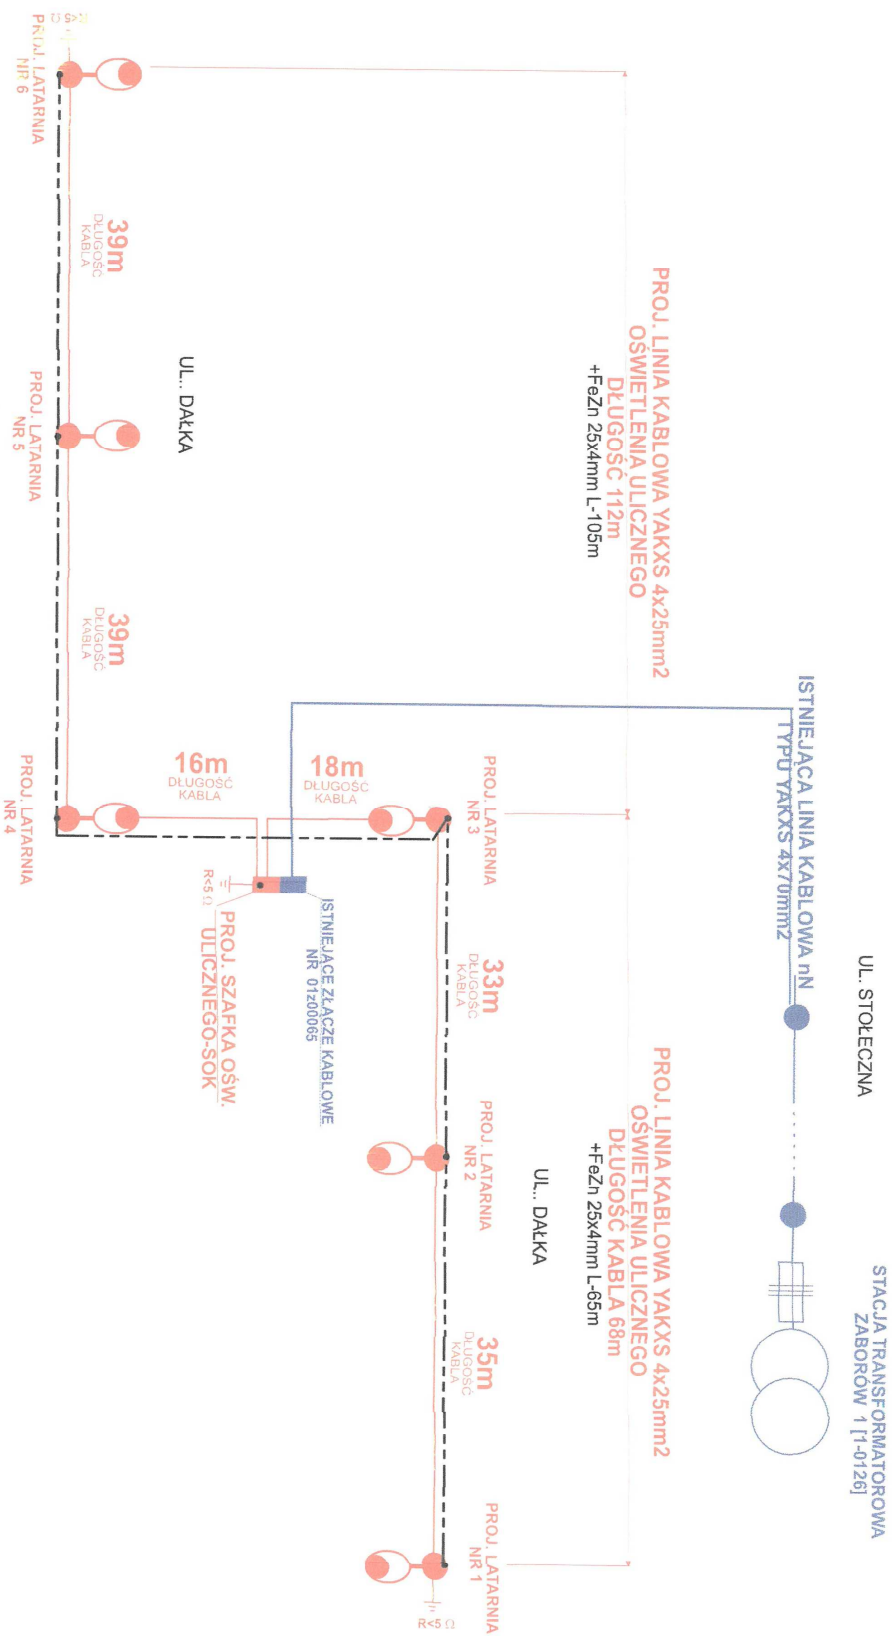 STACJA TRANSFORMATOROWA
ZABORÓW 1 [1-0126]
UL. STOŁECZNA
ISTNIEJĄCA LINIA KABLOWA nN
TYPU YAKXS 4x70mm2
PROJ. LINIA KABLOWA YAKXS 4x25mm2
OŚWIETLENIA ULICZNEGO
DŁUGOŚĆ 112m
+FeZn 25x4mm L-105m
PROJ. LINIA KABLOWA YAKXS 4x25mm2
OŚWIETLENIA ULICZNEGO
DŁUGOŚĆ KABLA 68m
+FeZn 25x4mm L-65m
UL.. DAŁKA
PROJ. LATARNIA
NR 3
PROJ. LATARNIA
NR 2
PROJ. LATARNIA
NR 1
33m
DŁUGOŚĆ
KABLA
35m
DŁUGOŚĆ
KABLA
R<5 Ω
18m
DŁUGOŚĆ
KABLA
16m
DŁUGOŚĆ
KABLA
ISTNIEJĄCE ZŁĄCZE KABLOWE
NR 01z00065
PROJ. SZAFKA OŚW.
ULICZNEGO-SOK
R<5 Ω
UL.. DAŁKA
39m
DŁUGOŚĆ
KABLA
39m
DŁUGOŚĆ
KABLA
PROJ. LATARNIA
NR 6
PROJ. LATARNIA
NR 5
PROJ. LATARNIA
NR 4